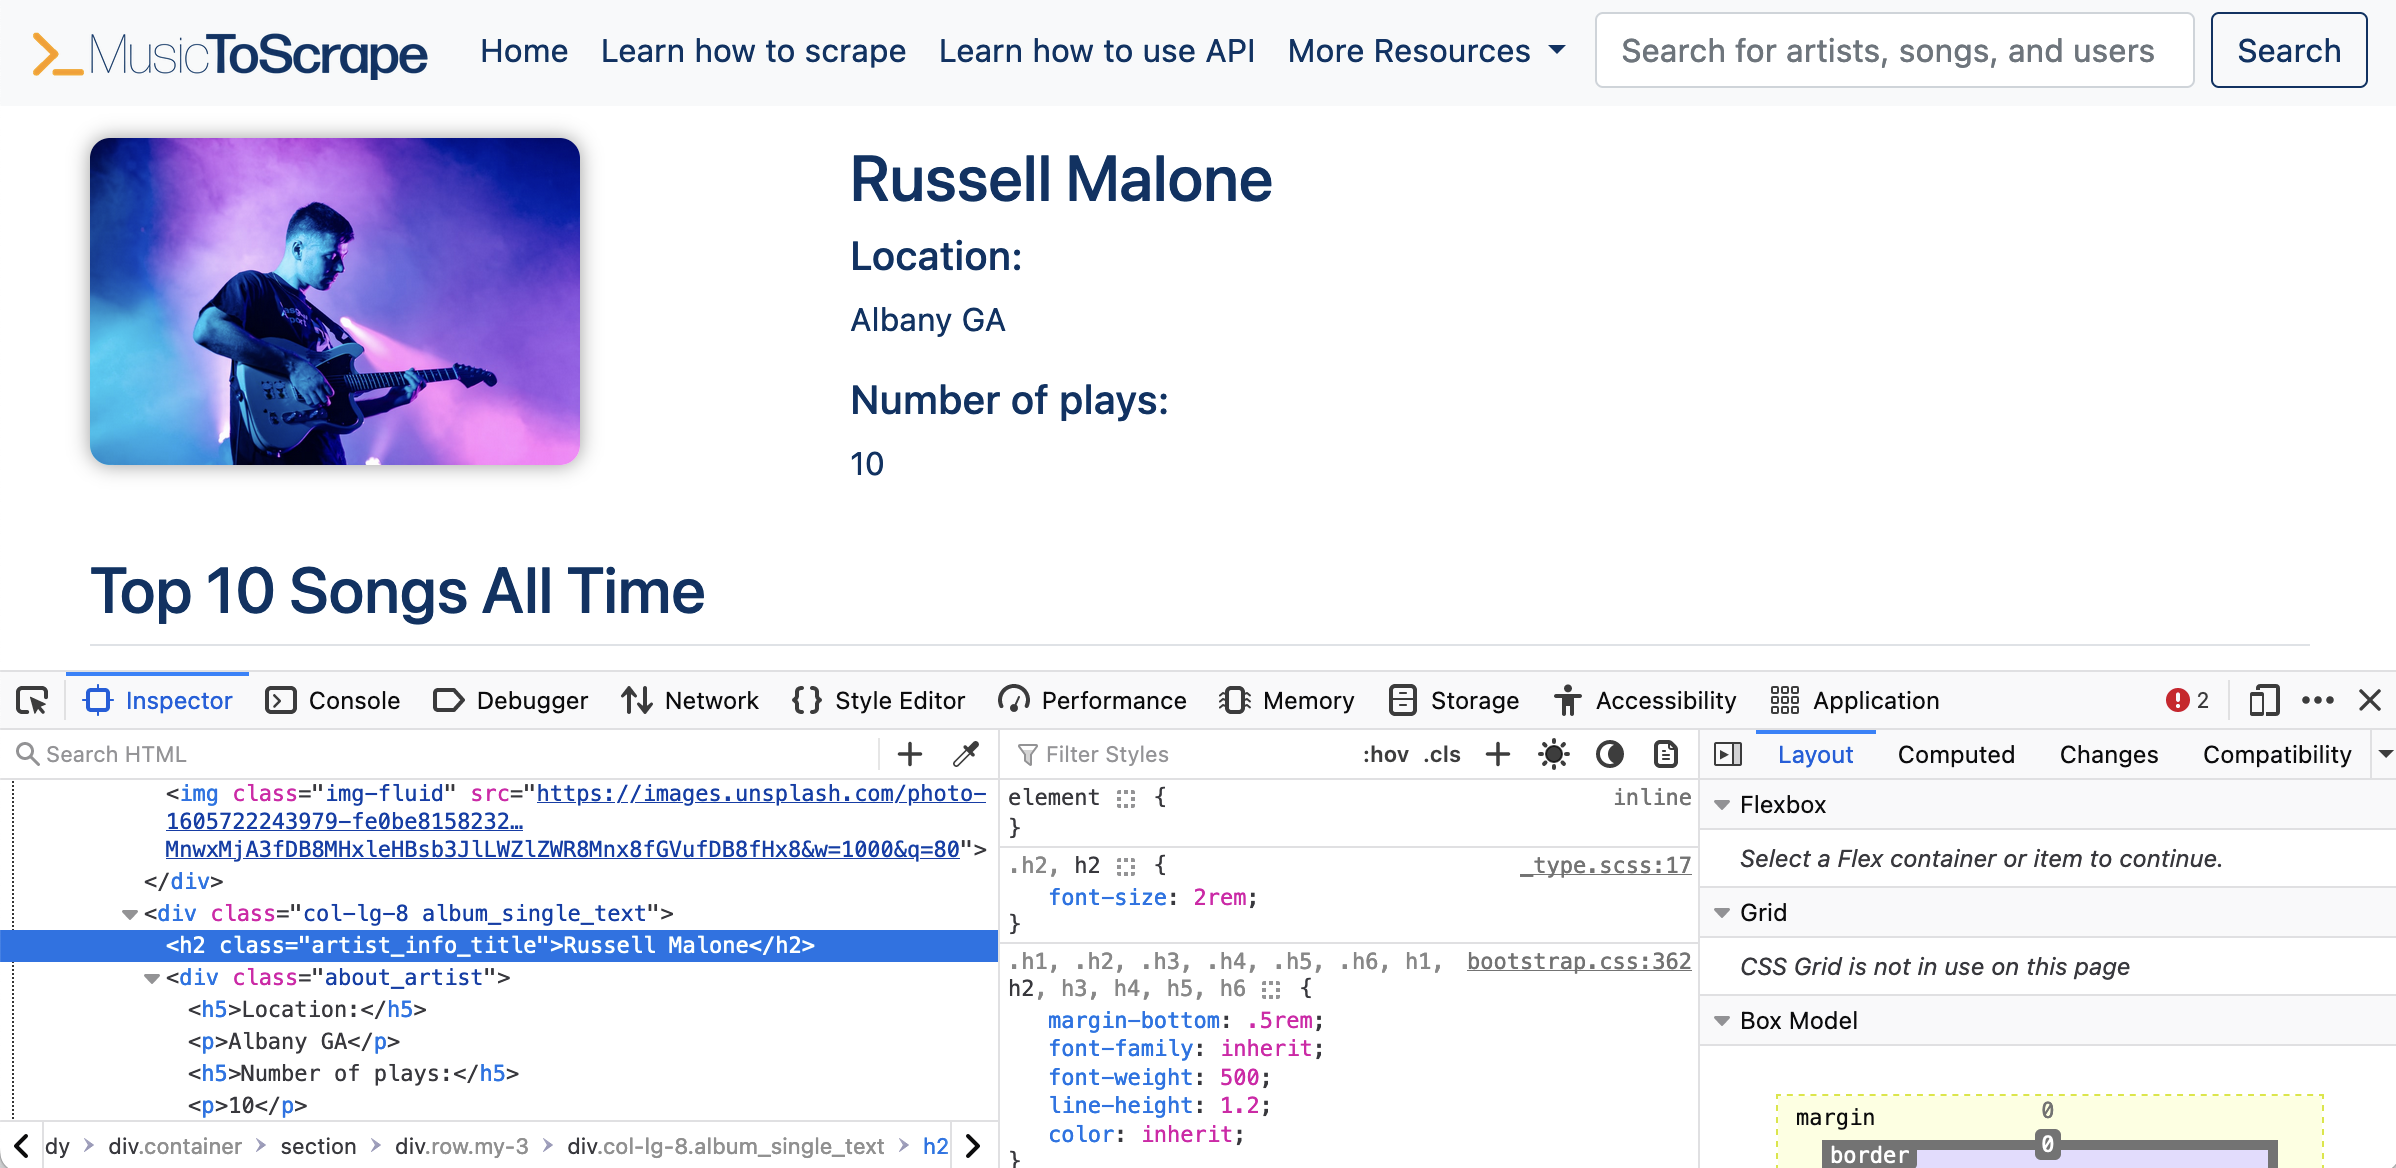 MusicToScrape Home Learn how to scrape Learn how to use API More Resources Search for artists, songs, and users Search
Russell Malone
Location:
Albany GA
Number of plays:
10
Top 10 Songs All Time
Inspector Console Debugger Network Style Editor Performance Memory Storage Accessibility Application 2
Search HTML
<img class="img-fluid" src="https://images.unsplash.com/photo-
1605722243979-fe0be8158232…
MnwxMjA3fDB8MHxleHBsb3JlLWZlZWR8Mnx8fGVufDB8fHx8&w=1000&q=80">
</div>
<div class="col-lg-8 album_single_text">
<h2 class="artist_info_title">Russell Malone</h2>
<div class="about_artist">
<h5>Location:</h5>
<p>Albany GA</p>
<h5>Number of plays:</h5>
<p>10</p>
dy div.container section div.row.my-3 div.col-lg-8.album_single_text h2
Filter Styles :hov .cls
element {
inline
}
.h2, h2 {
_type.scss:17
font-size: 2rem;
}
.h1, .h2, .h3, .h4, .h5, .h6, h1,
bootstrap.css:362
h2, h3, h4, h5, h6 {
margin-bottom: .5rem;
font-family: inherit;
font-weight: 500;
line-height: 1.2;
color: inherit;
}
Layout Computed Changes Compatibility
Flexbox
Select a Flex container or item to continue.
Grid
CSS Grid is not in use on this page
Box Model
margin 0
border 0